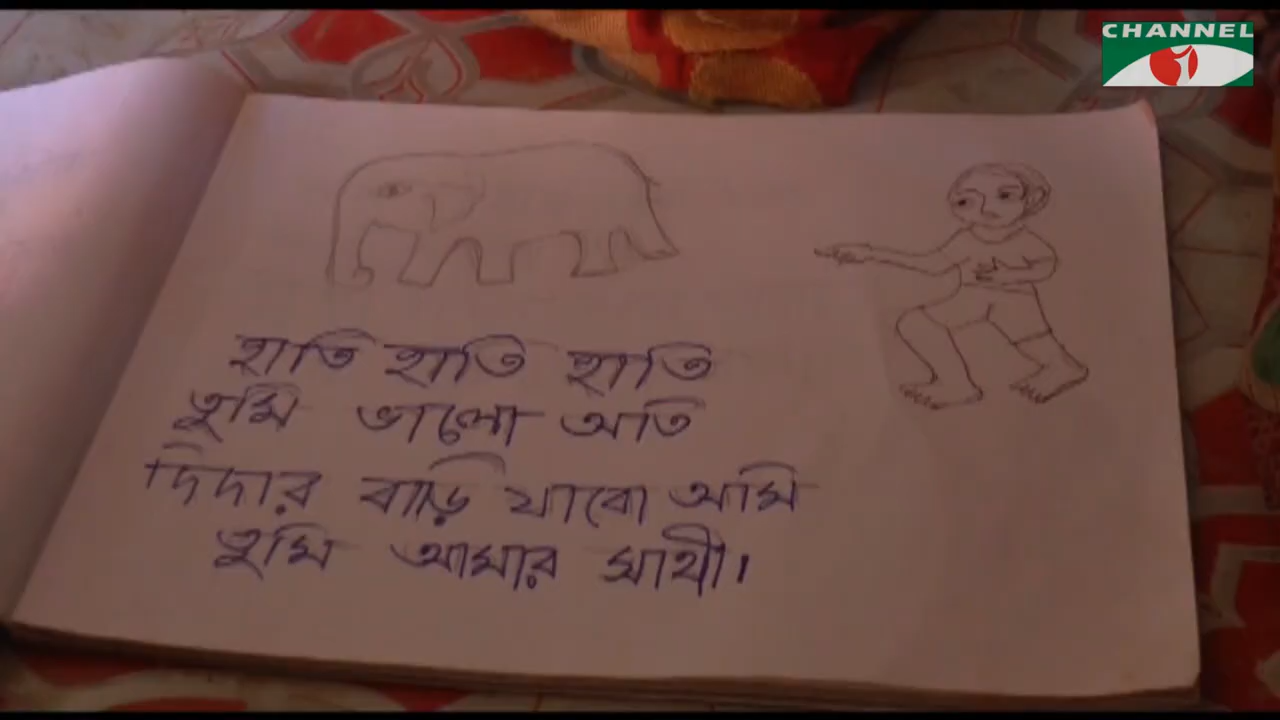 CHANNEL
হাতি হাতি হাতি
তুমি ভালো অতি
দিদার বাড়ি যাবো আমি
তুমি আমার সাথী।